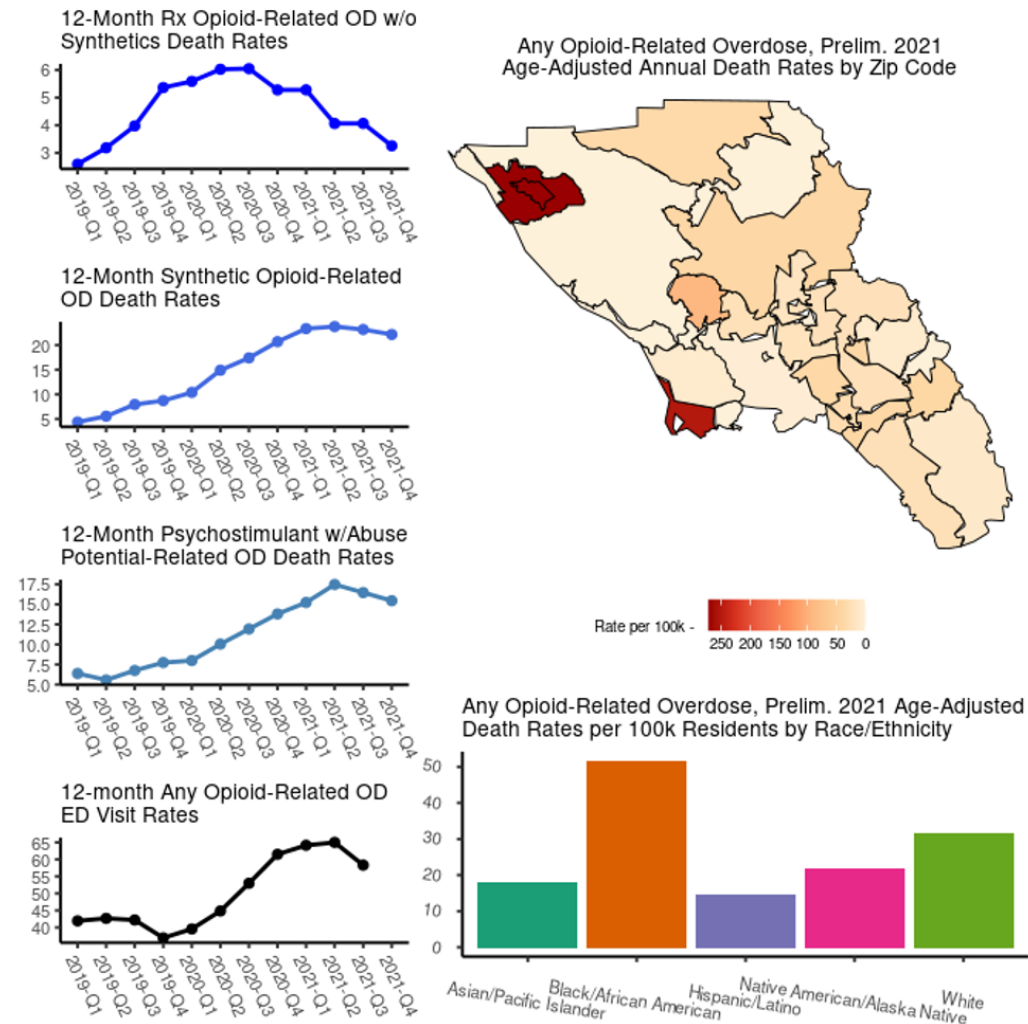 12-Month Rx Opioid-Related OD w/o
Synthetics Death Rates
6
5
4
3
2019-Q1
2019-Q2
2019-Q3
2019-Q4
2020-Q1
2020-Q2
2020-Q3
2020-Q4
2021-Q1
2021-Q2
2021-Q3
2021-Q4
12-Month Synthetic Opioid-Related
OD Death Rates
20
15
10
5
2019-Q1
2019-Q2
2019-Q3
2019-Q4
2020-Q1
2020-Q2
2020-Q3
2020-Q4
2021-Q1
2021-Q2
2021-Q3
2021-Q4
12-Month Psychostimulant w/Abuse
Potential-Related OD Death Rates
17.5
15.0
12.5
10.0
7.5
5.0
2019-Q1
2019-Q2
2019-Q3
2019-Q4
2020-Q1
2020-Q2
2020-Q3
2020-Q4
2021-Q1
2021-Q2
2021-Q3
2021-Q4
12-month Any Opioid-Related OD
ED Visit Rates
65
60
55
50
45
40
2019-Q1
2019-Q2
2019-Q3
2019-Q4
2020-Q1
2020-Q2
2020-Q3
2020-Q4
2021-Q1
2021-Q2
2021-Q3
2021-Q4
Any Opioid-Related Overdose, Prelim. 2021
Age-Adjusted Annual Death Rates by Zip Code
Rate per 100k -
250 200 150 100 50 0
Any Opioid-Related Overdose, Prelim. 2021 Age-Adjusted
Death Rates per 100k Residents by Race/Ethnicity
50
40
30
20
10
0
Asian/Pacific Islander
Black/African American
Hispanic/Latino
Native American/Alaska Native
White